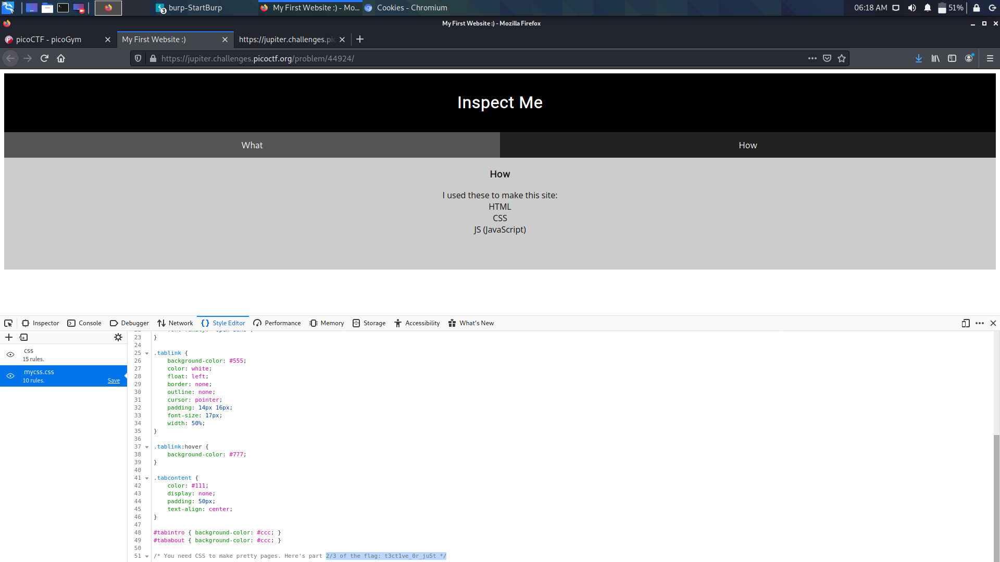 burp-StartBurp
My First Website :) - Mo...
Cookies - Chromium
06:18 AM
51%
My First Website :) - Mozilla Firefox
picoCTF - picoGym
My First Website :)
https://jupiter.challenges.pic
https://jupiter.challenges.picoctf.org/problem/44924/
Inspect Me
What
How
How
I used these to make this site:
HTML
CSS
JS (JavaScript)
Inspector
Console
Debugger
Network
Style Editor
Performance
Memory
Storage
Accessibility
What's New
css
15 rules.
mycss.css
10 rules.
Save
23 }
24
25 .tablink {
26 background-color: #555;
27 color: white;
28 float: left;
29 border: none;
30 outline: none;
31 cursor: pointer;
32 padding: 14px 16px;
33 font-size: 17px;
34 width: 50%;
35 }
36
37 .tablink:hover {
38 background-color: #777;
39 }
40
41 .tabcontent {
42 color: #111;
43 display: none;
44 padding: 50px;
45 text-align: center;
46 }
47
48 #tabintro { background-color: #ccc; }
49 #tababout { background-color: #ccc; }
50
51 /* You need CSS to make pretty pages. Here's part 2/3 of the flag: t3ct1ve_0r_ju5t */